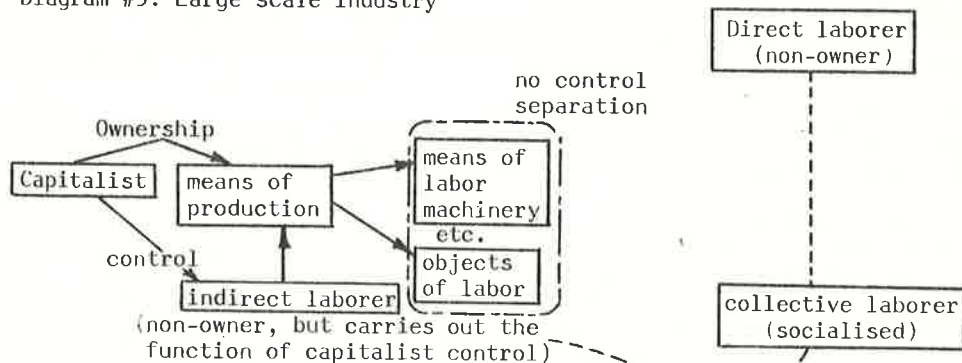 Diagram #3: Large scale industry
Direct laborer
(non-owner)
no control
separation
Ownership
Capitalist
means of
production
means of
labor
machinery
etc.
objects
of labor
control
indirect laborer
(non-owner, but carries out the
function of capitalist control)
collective laborer
(socialised)